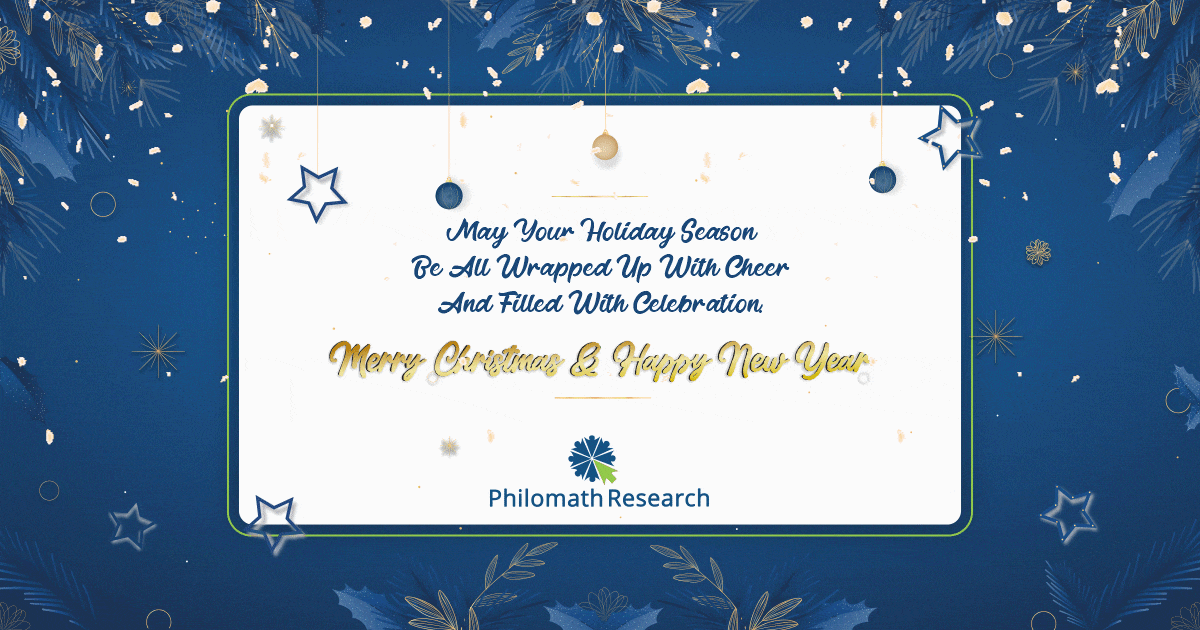 May Your Holiday Season
Be All Wrapped Up With Cheer
And Filled With Celebration.
Merry Christmas & Happy New Year
Philomath Research